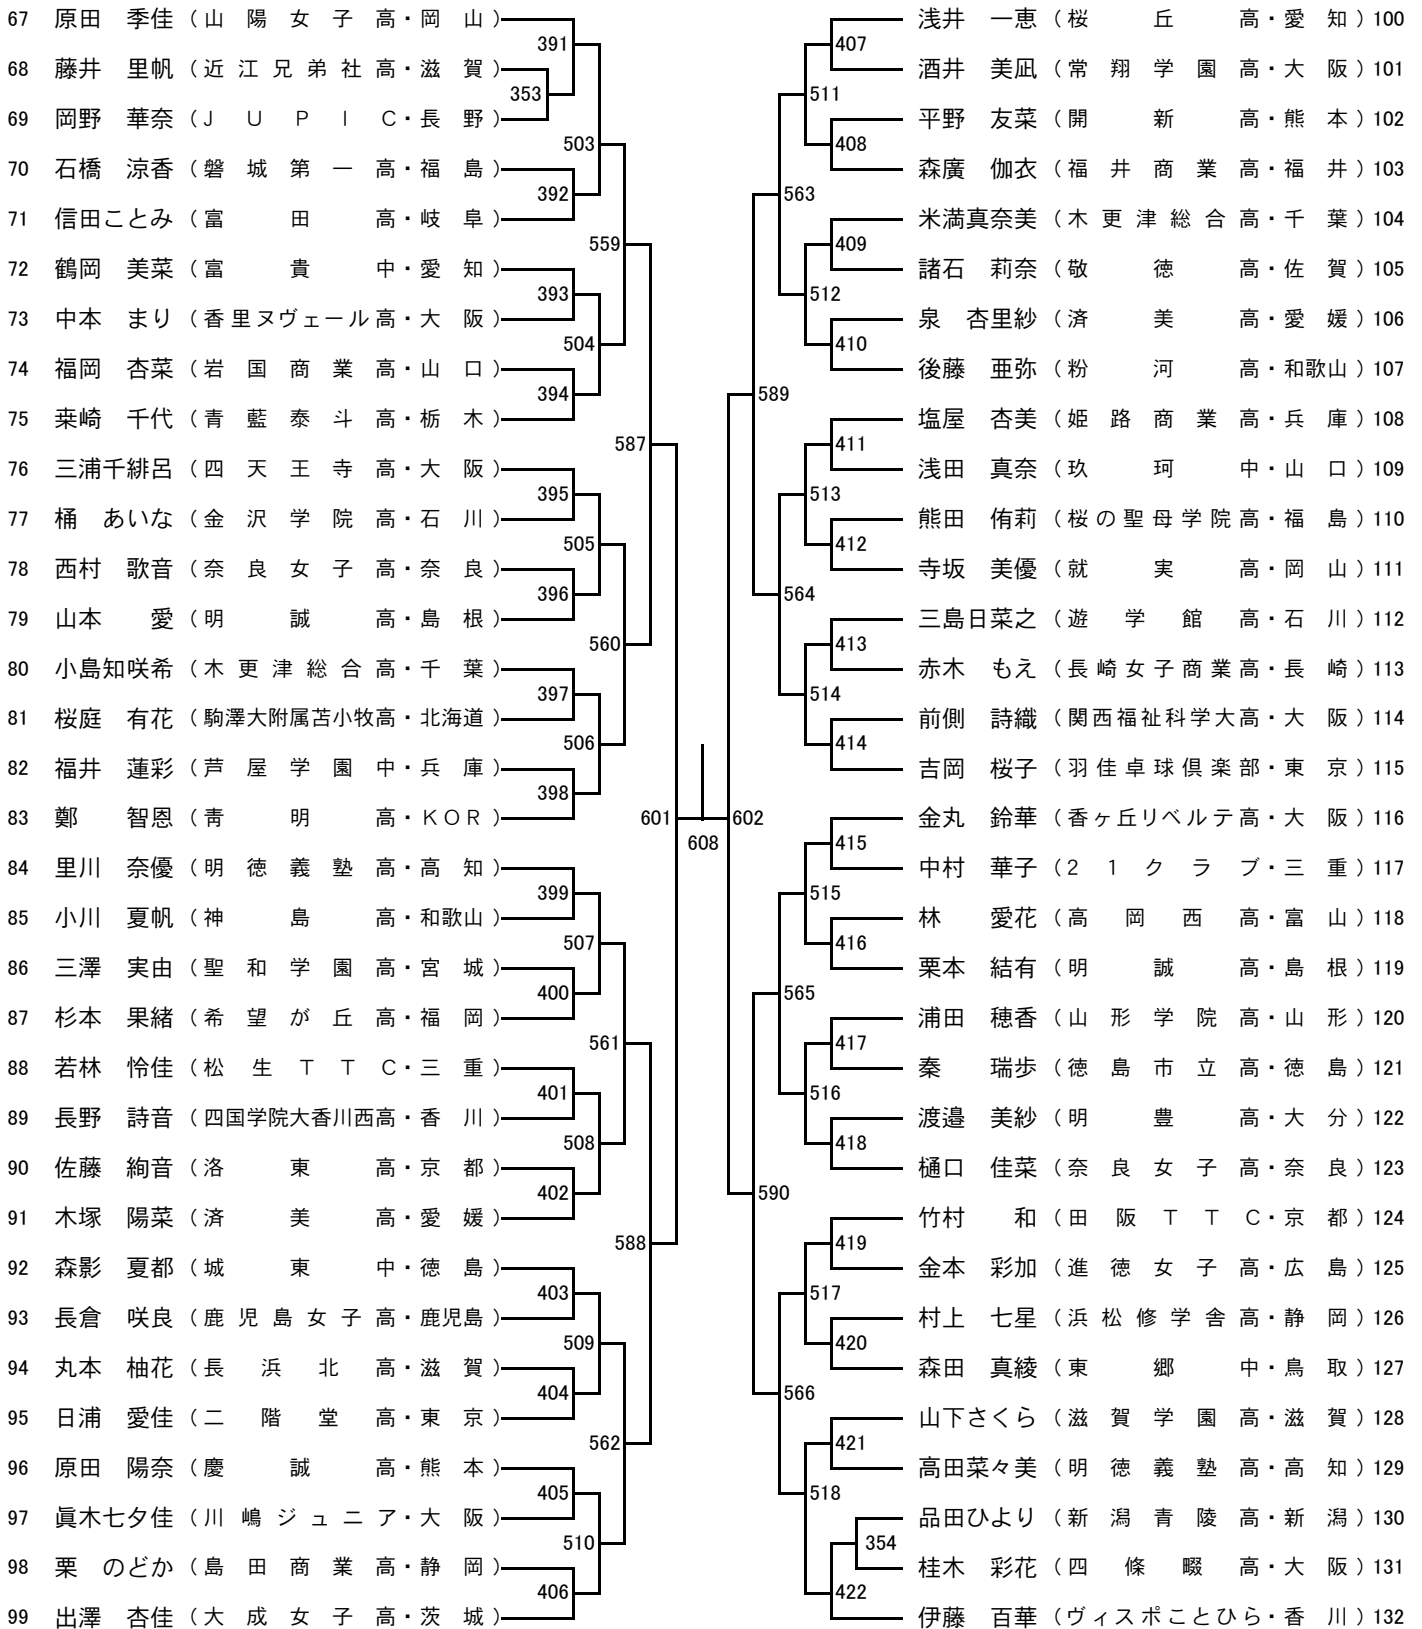 67 原田 季佳 (山陽女子高・岡山)
68 藤井 里帆 (近江兄弟社高・滋賀)
69 岡野 華奈 (JUPIC・長野)
70 石橋 涼香 (磐城第一高・福島)
71 信田ことみ (富田高・岐阜)
72 鶴岡 美菜 (富貴中・愛知)
73 中本 まり (香里ヌヴェール高・大阪)
74 福岡 杏菜 (岩国商業高・山口)
75 来崎 千代 (青藍泰斗高・栃木)
76 三浦千緋呂 (四天王寺高・大阪)
77 桶 あいな (金沢学院高・石川)
78 西村 歌音 (奈良女子高・奈良)
79 山本 愛 (明誠高・島根)
80 小島知咲希 (木更津総合高・千葉)
81 桜庭 有花 (駒澤大附属苫小牧高・北海道)
82 福井 蓮彩 (芦屋学園中・兵庫)
83 鄭 智恩 (靑明高・KOR)
84 里川 奈優 (明徳義塾高・高知)
85 小川 夏帆 (神島高・和歌山)
86 三澤 実由 (聖和学園高・宮城)
87 杉本 果緒 (希望が丘高・福岡)
88 若林 怜佳 (松生TTC・三重)
89 長野 詩音 (四国学院大香川西高・香川)
90 佐藤 絢音 (洛東高・京都)
91 木塚 陽菜 (済美高・愛媛)
92 森影 夏都 (城東中・徳島)
93 長倉 咲良 (鹿児島女子高・鹿児島)
94 丸本 柚花 (長浜北高・滋賀)
95 日浦 愛佳 (二階堂高・東京)
96 原田 陽奈 (慶誠高・熊本)
97 眞木七夕佳 (川嶋ジュニア・大阪)
98 栗 のどか (島田商業高・静岡)
99 出澤 杏佳 (大成女子高・茨城)
391
353
503
392
559
393
504
394
587
395
505
396
560
397
506
398
601
399
507
400
561
401
508
402
588
403
509
404
562
405
510
406
608
602
407
511
408
563
409
512
410
589
411
513
412
564
413
514
414
415
515
416
565
417
516
418
590
419
517
420
566
421
518
354
422
浅井 一恵 (桜丘高・愛知) 100
酒井 美凪 (常翔学園高・大阪) 101
平野 友菜 (開新高・熊本) 102
森廣 伽衣 (福井商業高・福井) 103
米満真奈美 (木更津総合高・千葉) 104
諸石 莉奈 (敬徳高・佐賀) 105
泉 杏里紗 (済美高・愛媛) 106
後藤 亜弥 (粉河高・和歌山) 107
塩屋 杏美 (姫路商業高・兵庫) 108
浅田 真奈 (玖珂中・山口) 109
熊田 侑莉 (桜の聖母学院高・福島) 110
寺坂 美優 (就実高・岡山) 111
三島日菜之 (遊学館高・石川) 112
赤木 もえ (長崎女子商業高・長崎) 113
前側 詩織 (関西福祉科学大高・大阪) 114
吉岡 桜子 (羽佳卓球倶楽部・東京) 115
金丸 鈴華 (香ヶ丘リベルテ高・大阪) 116
中村 華子 (21クラブ・三重) 117
林 愛花 (高岡西高・富山) 118
栗本 結有 (明誠高・島根) 119
浦田 穂香 (山形学院高・山形) 120
秦 瑞歩 (徳島市立高・徳島) 121
渡邉 美紗 (明豊高・大分) 122
樋口 佳菜 (奈良女子高・奈良) 123
竹村 和 (田阪TTC・京都) 124
金本 彩加 (進徳女子高・広島) 125
村上 七星 (浜松修学舎高・静岡) 126
森田 真綾 (東郷中・鳥取) 127
山下さくら (滋賀学園高・滋賀) 128
高田菜々美 (明徳義塾高・高知) 129
品田ひより (新潟青陵高・新潟) 130
桂木 彩花 (四條畷高・大阪) 131
伊藤 百華 (ヴィスポことひら・香川) 132